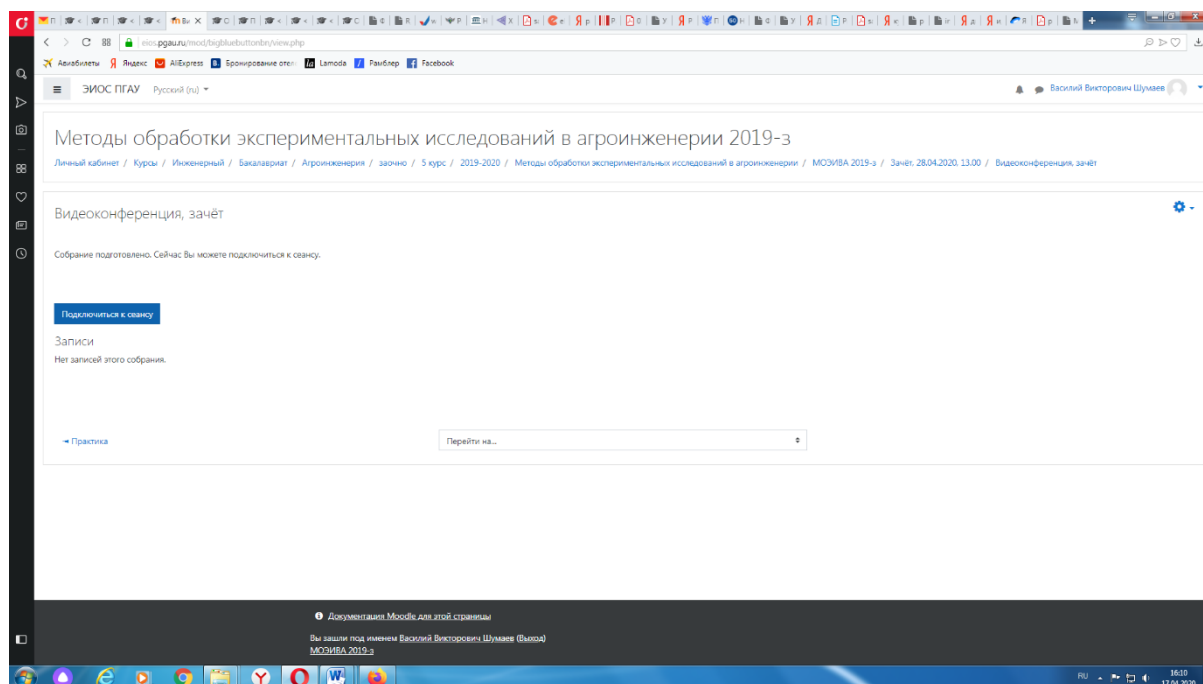 eios.pgau.ru/mod/bigbluebuttonbn/view.php
Авиабилеты Яндекс AliExpress Бронирование отел Lamoda Рамблер Facebook
ЭИОС ПГАУ Русский (ru) Василий Викторович Шумаев
Методы обработки экспериментальных исследований в агроинженерии 2019-з
Личный кабинет / Курсы / Инженерный / Бакалавриат / Агроинженерия / заочно / 5 курс / 2019-2020 / Методы обработки экспериментальных исследований в агроинженерии / МОЭИВА 2019-з / Зачёт, 28.04.2020, 13.00 / Видеоконференция, зачёт
Видеоконференция, зачёт
Собрание подготовлено. Сейчас Вы можете подключиться к сеансу.
Подключиться к сеансу
Записи
Нет записей этого собрания.
◄ Практика Перейти на...
Документация Moodle для этой страницы
Вы зашли под именем Василий Викторович Шумаев (Выход)
МОЭИВА 2019-з
RU 16:10
17.04.2020